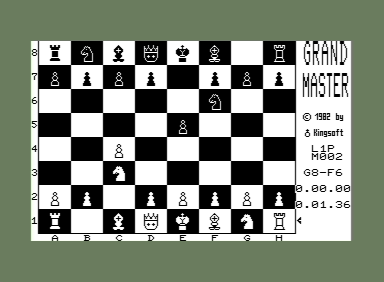 8 GRAND
7 MASTER
6
© 1982 by
5 Kingsoft
4 L1P
M002
3 G8-F6
2 0.00.00
0.01.36
1
A B C D E F G H